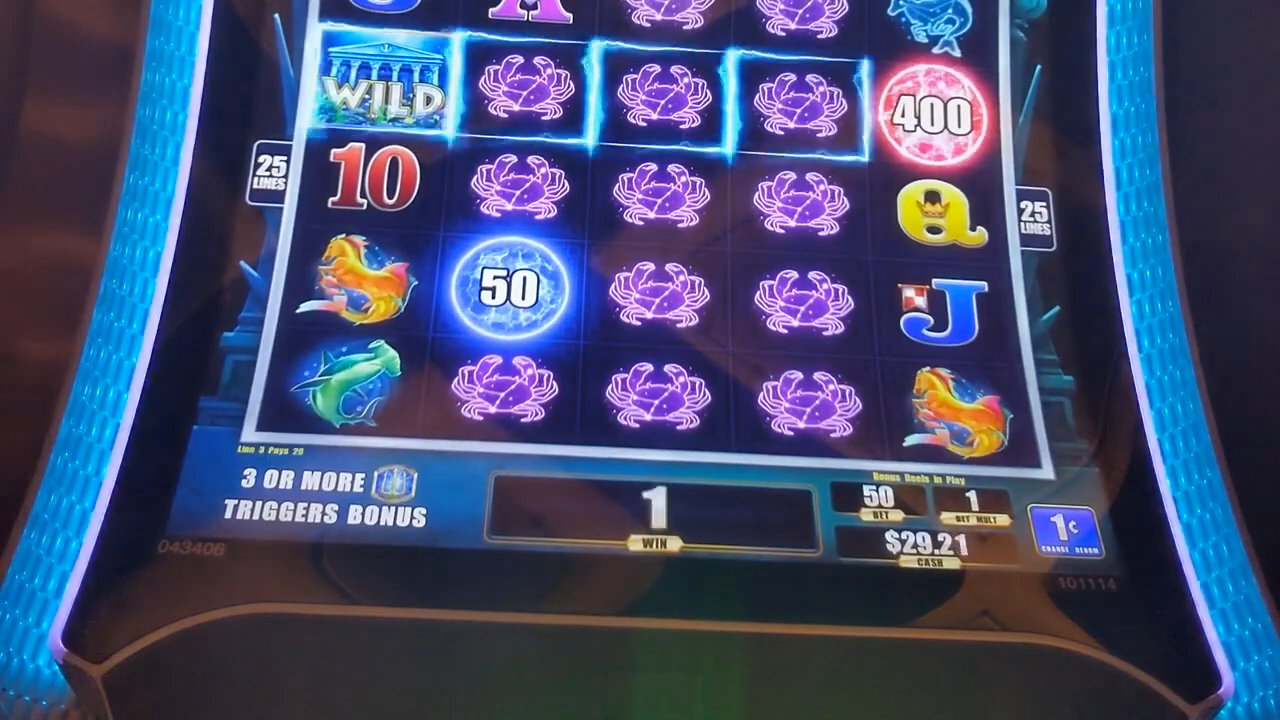 A
WILD
400
25
LINES
10
Q
25
LINES
50
J
Line 3 Pays 20
3 OR MORE
TRIGGERS BONUS
1
WIN
Bonus Reels in Play
50
BET
1
BET MULT
$29.21
CASH
1¢
CHANGE DENOM
043406
101114